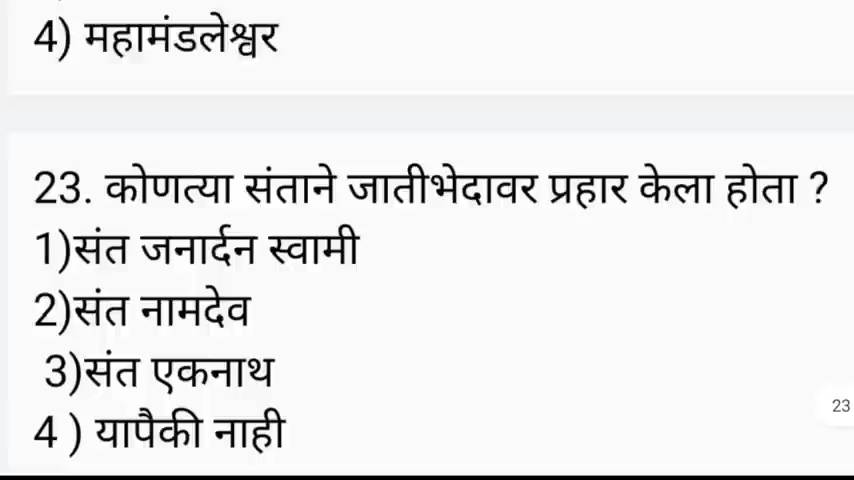 4) महामंडलेश्वर
23. कोणत्या संताने जातीभेदावर प्रहार केला होता ?
1)संत जनार्दन स्वामी
2)संत नामदेव
3)संत एकनाथ
23
4 ) यापैकी नाही